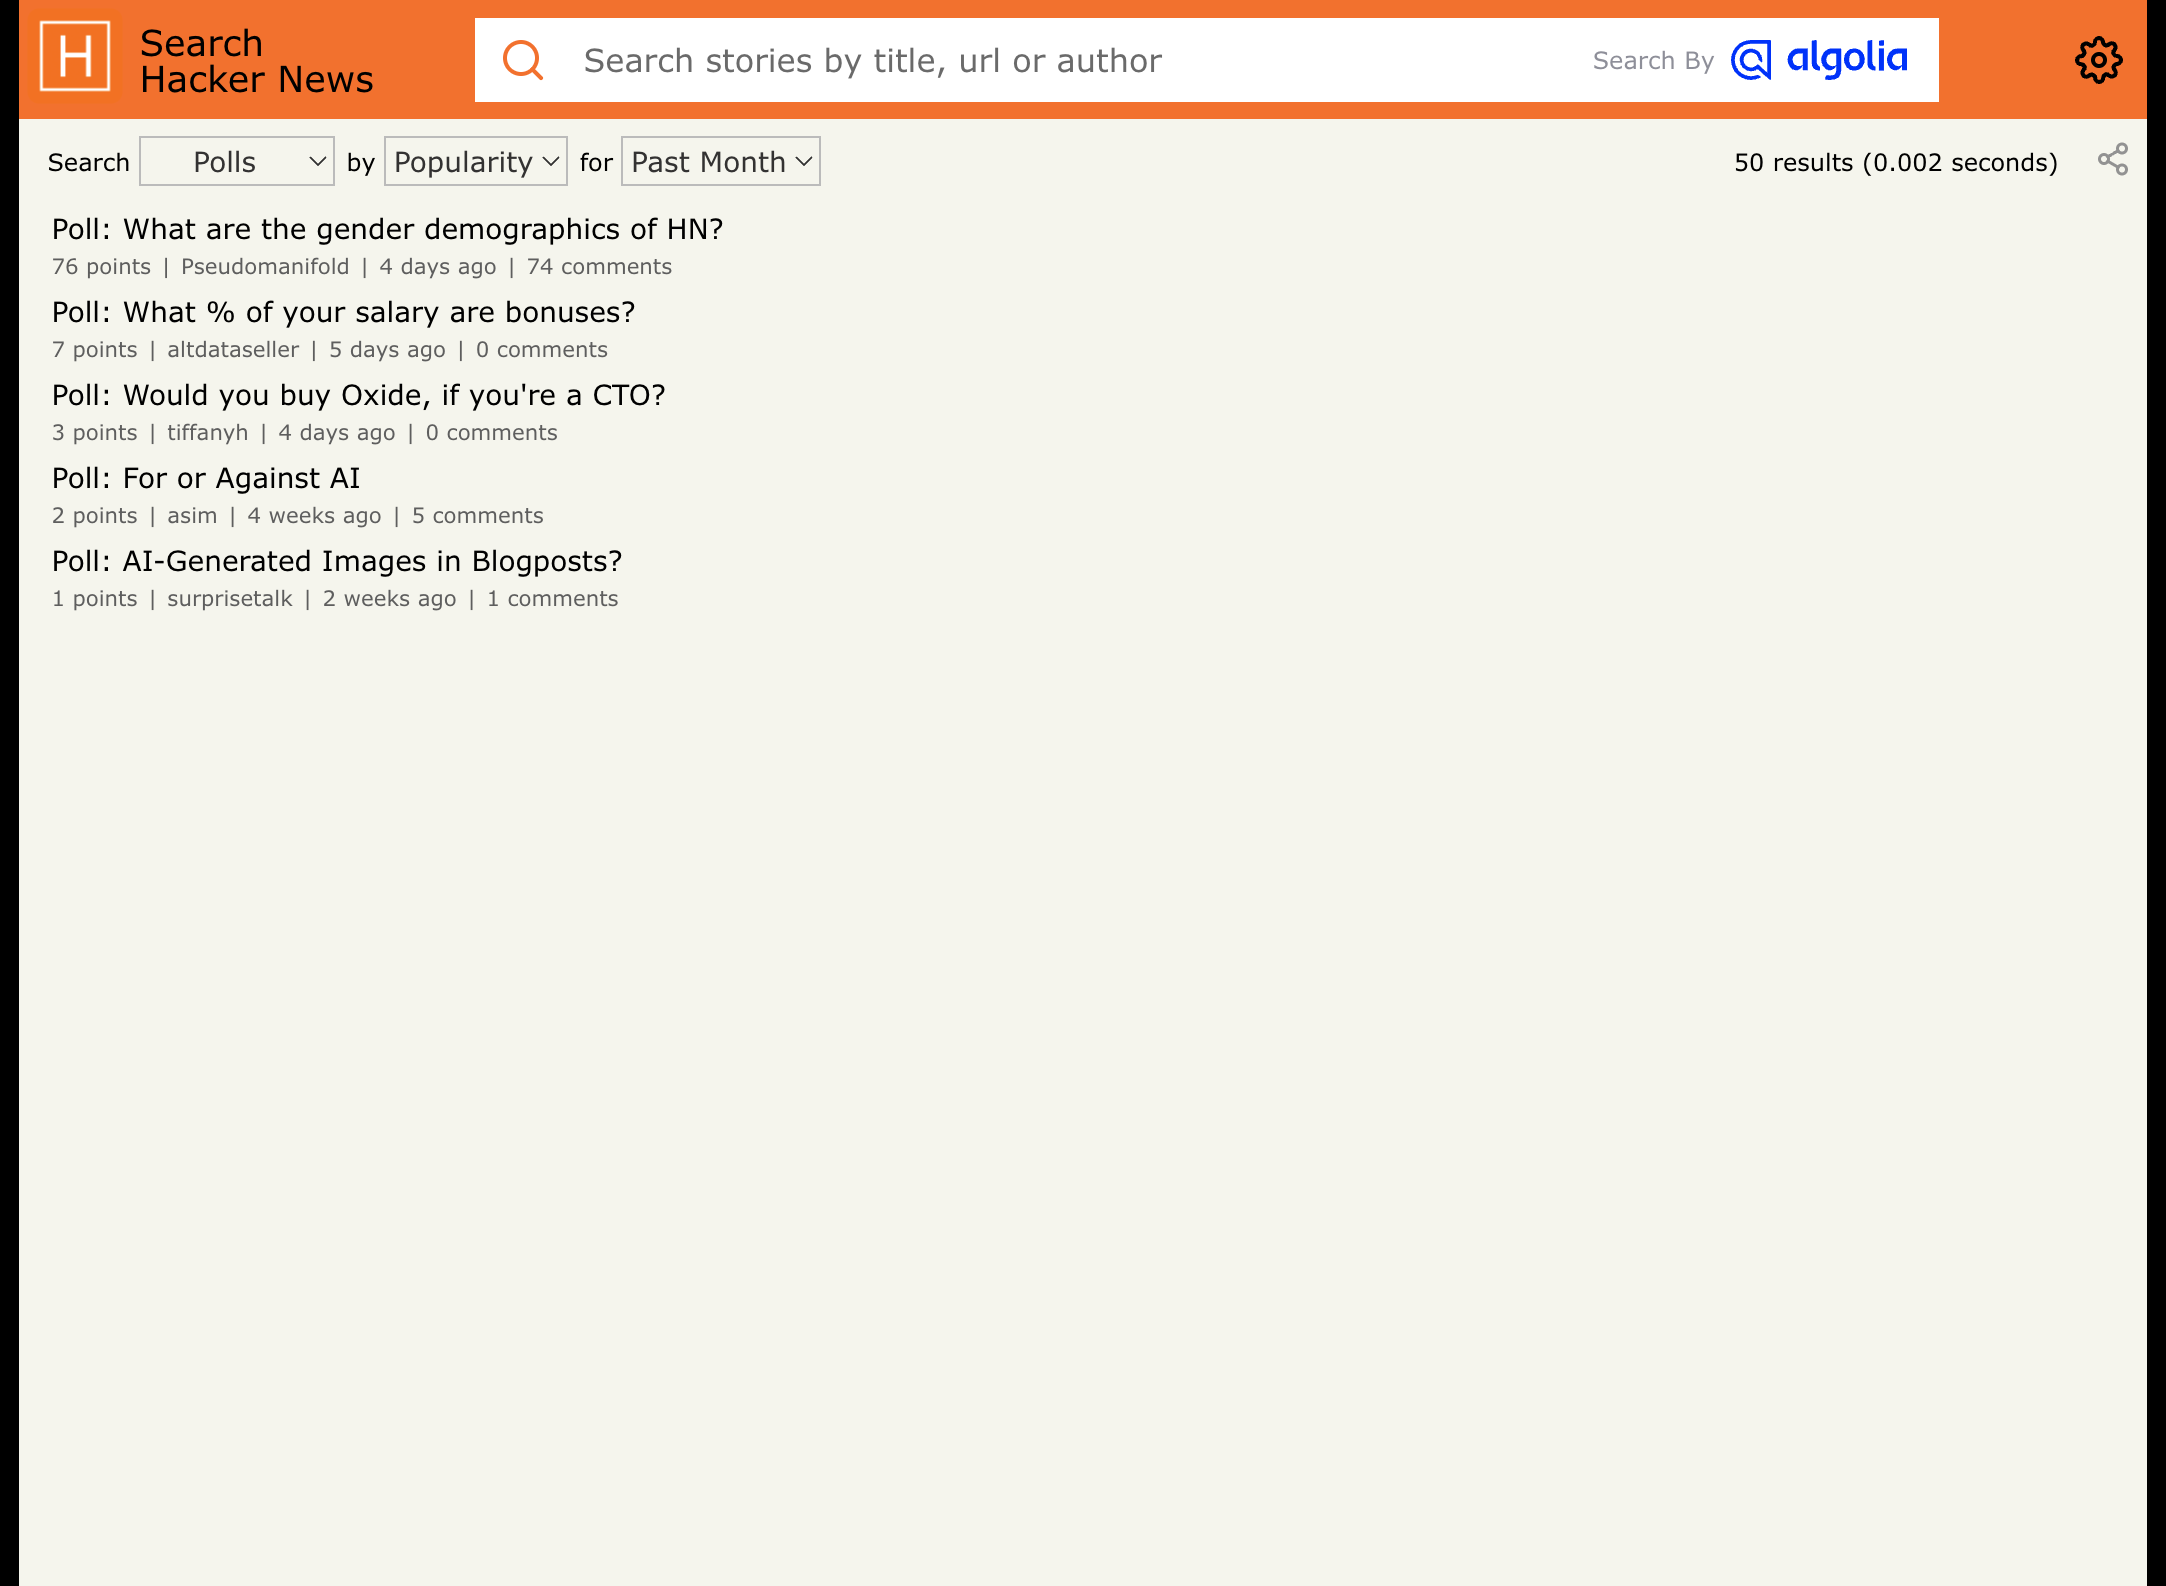 H
Search
Hacker News
Search stories by title, url or author
Search By algolia
Search Polls by Popularity for Past Month 50 results (0.002 seconds)
Poll: What are the gender demographics of HN?
76 points | Pseudomanifold | 4 days ago | 74 comments
Poll: What % of your salary are bonuses?
7 points | altdataseller | 5 days ago | 0 comments
Poll: Would you buy Oxide, if you're a CTO?
3 points | tiffanyh | 4 days ago | 0 comments
Poll: For or Against AI
2 points | asim | 4 weeks ago | 5 comments
Poll: AI-Generated Images in Blogposts?
1 points | surprisetalk | 2 weeks ago | 1 comments